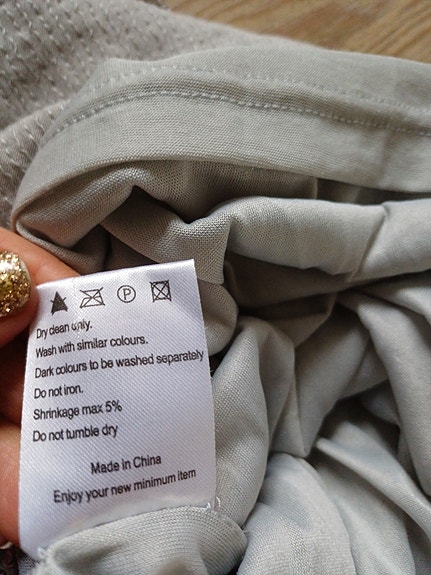 P
Dry clean only.
Wash with similar colours.
Dark colours to be washed separately
Do not iron.
Shrinkage max 5%
Do not tumble dry
Made in China
Enjoy your new minimum item